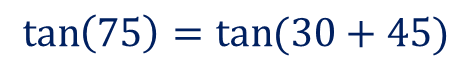 tan(75) = tan(30 + 45)